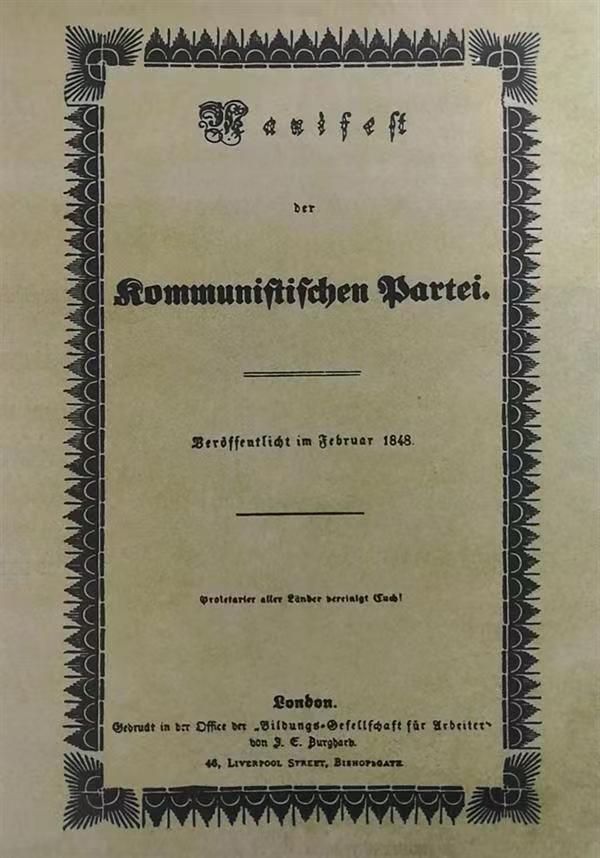 Manifest
der
Kommunistischen Partei.
Veröffentlicht im Februar 1848.
Proletarier aller Länder vereinigt Euch!
London.
Gedruckt in der Office der „Bildungs-Gesellschaft für Arbeiter“
von J. E. Burghard.
46, LIVERPOOL STREET, BISHOPSGATE.